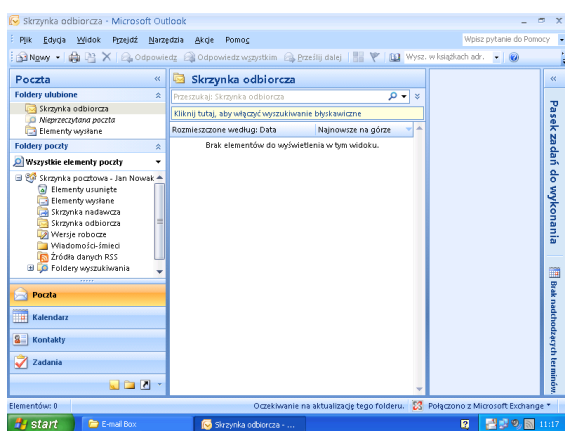 Skrzynka odbiorcza - Microsoft Outlook
Plik Edycja Widok Przejdź Narzędzia Akcje Pomoc
Wpisz pytanie do Pomocy
Nowy Odpowiedz Odpowiedz wszystkim Prześlij dalej Wysz. w książkach adr.
Poczta
Foldery ulubione
Skrzynka odbiorcza
Nieprzeczytana poczta
Elementy wysłane
Foldery poczty
Wszystkie elementy poczty
Skrzynka pocztowa - Jan Nowak
Elementy usunięte
Elementy wysłane
Skrzynka nadawcza
Skrzynka odbiorcza
Wersje robocze
Wiadomości-śmieci
Źródła danych RSS
Foldery wyszukiwania
Poczta
Kalendarz
Kontakty
Zadania
Skrzynka odbiorcza
Przeszukaj: Skrzynka odbiorcza
Kliknij tutaj, aby włączyć wyszukiwanie błyskawiczne
Rozmieszczone według: Data Najnowsze na górze
Brak elementów do wyświetlenia w tym widoku.
Pasek zadań do wykonania
Brak nadchodzących terminów.
Elementów: 0
Oczekiwanie na aktualizację tego folderu. Połączono z Microsoft Exchange
start E-mail Box Skrzynka odbiorcza - ... 11:17